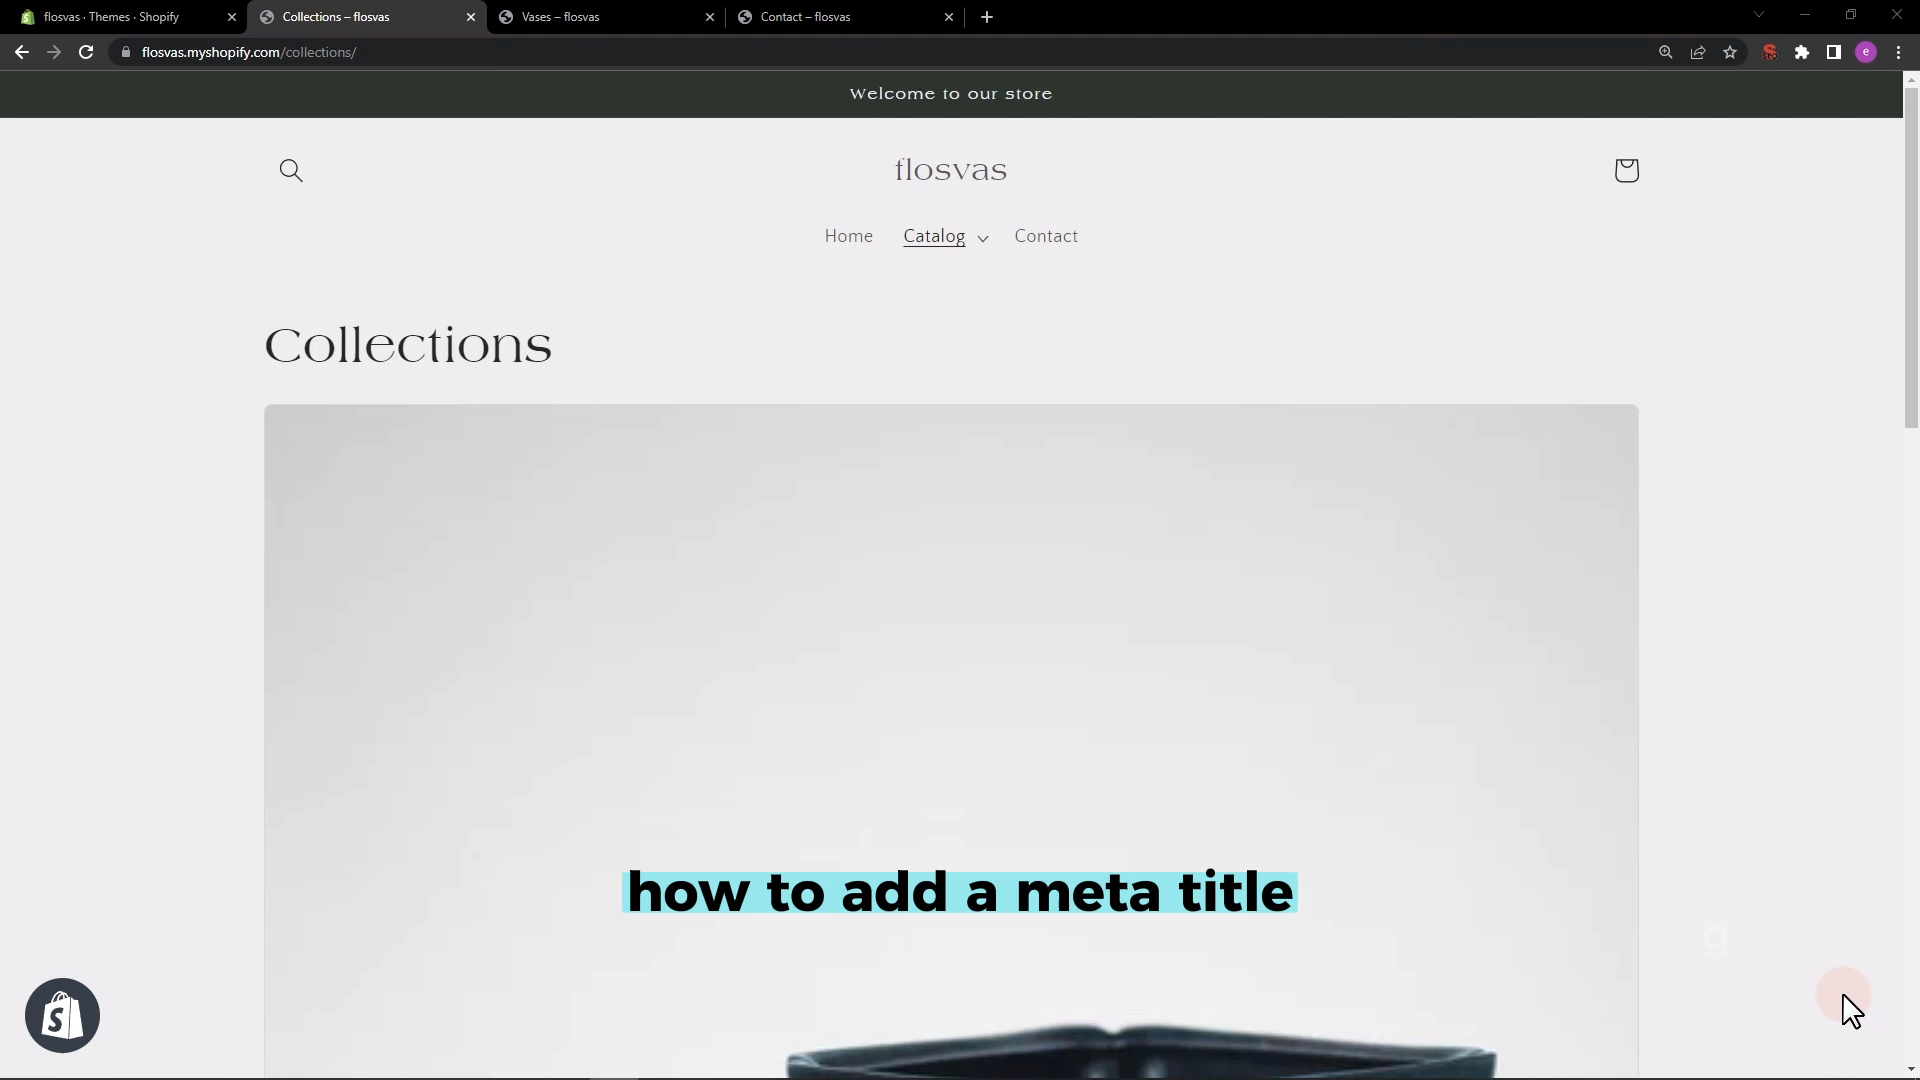 flosvas · Themes · Shopify
Collections – flosvas
Vases – flosvas
Contact – flosvas
flosvas.myshopify.com/collections/
e
Welcome to our store
flosvas
Home
Catalog
Contact
Collections
how to add a meta title